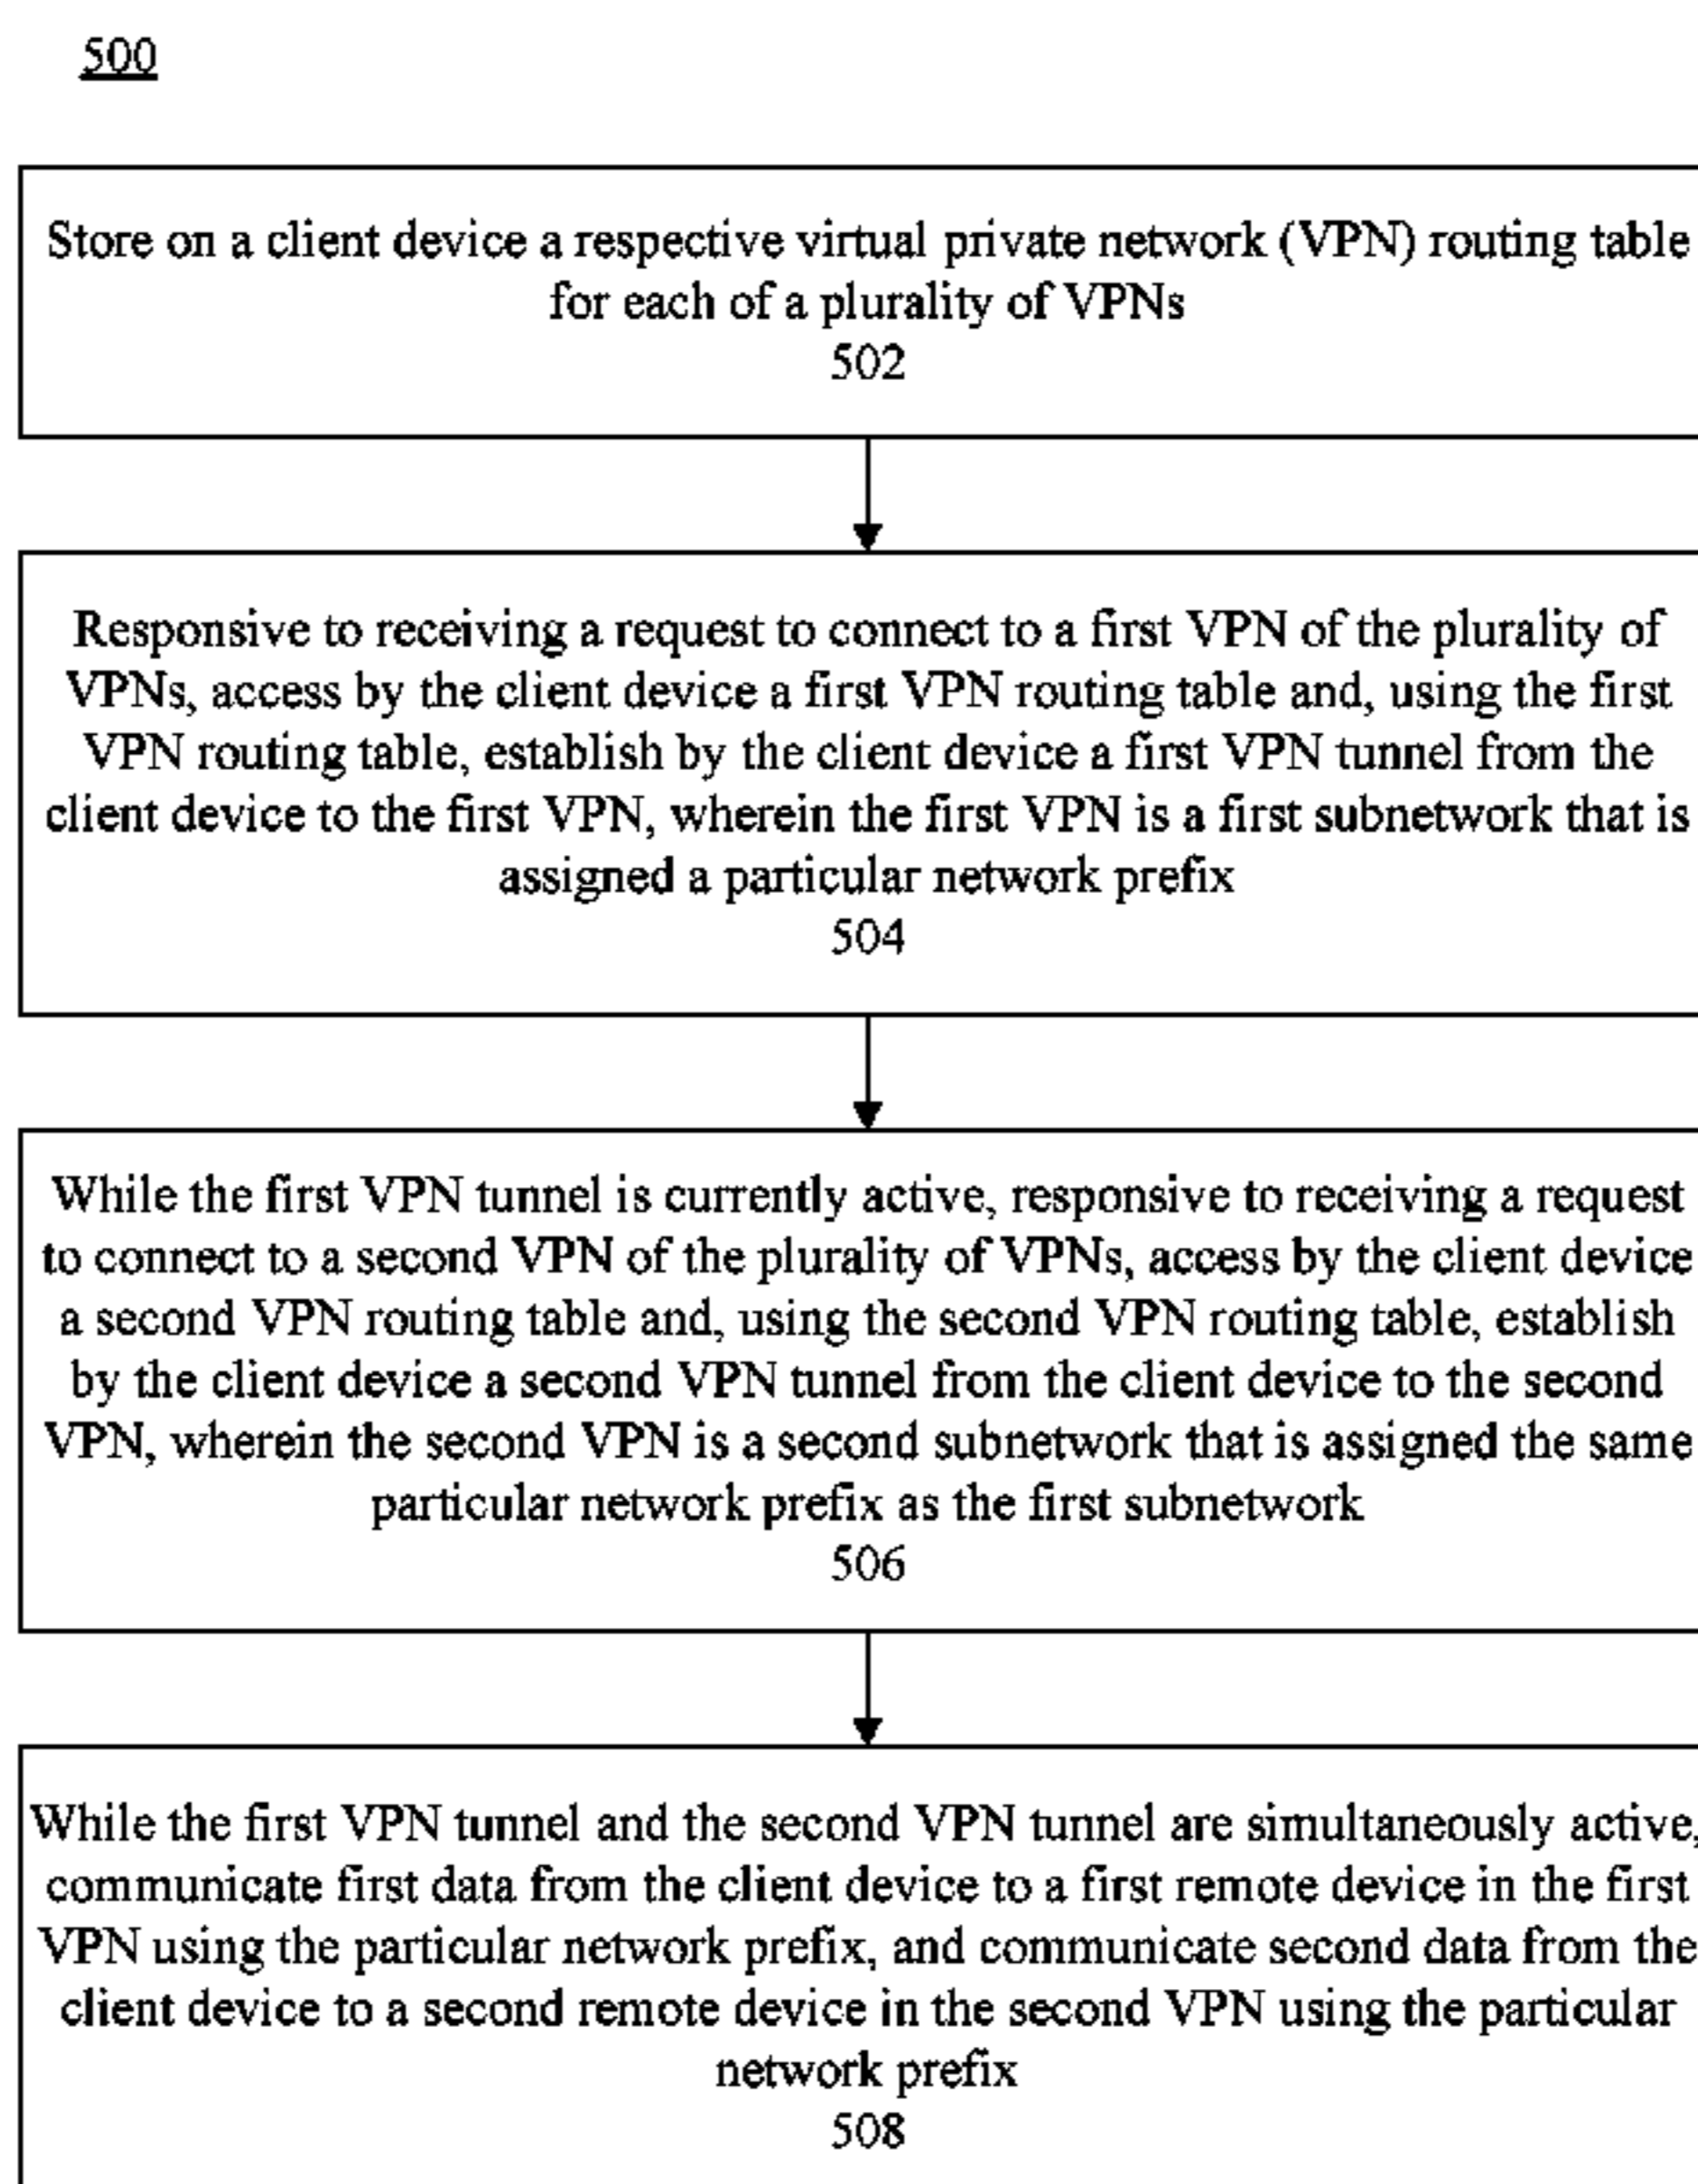 500
Store on a client device a respective virtual private network (VPN) routing table
for each of a plurality of VPNs
502
Responsive to receiving a request to connect to a first VPN of the plurality of
VPNs, access by the client device a first VPN routing table and, using the first
VPN routing table, establish by the client device a first VPN tunnel from the
client device to the first VPN, wherein the first VPN is a first subnetwork that is
assigned a particular network prefix
504
While the first VPN tunnel is currently active, responsive to receiving a request
to connect to a second VPN of the plurality of VPNs, access by the client device
a second VPN routing table and, using the second VPN routing table, establish
by the client device a second VPN tunnel from the client device to the second
VPN, wherein the second VPN is a second subnetwork that is assigned the same
particular network prefix as the first subnetwork
506
While the first VPN tunnel and the second VPN tunnel are simultaneously active,
communicate first data from the client device to a first remote device in the first
VPN using the particular network prefix, and communicate second data from the
client device to a second remote device in the second VPN using the particular
network prefix
508